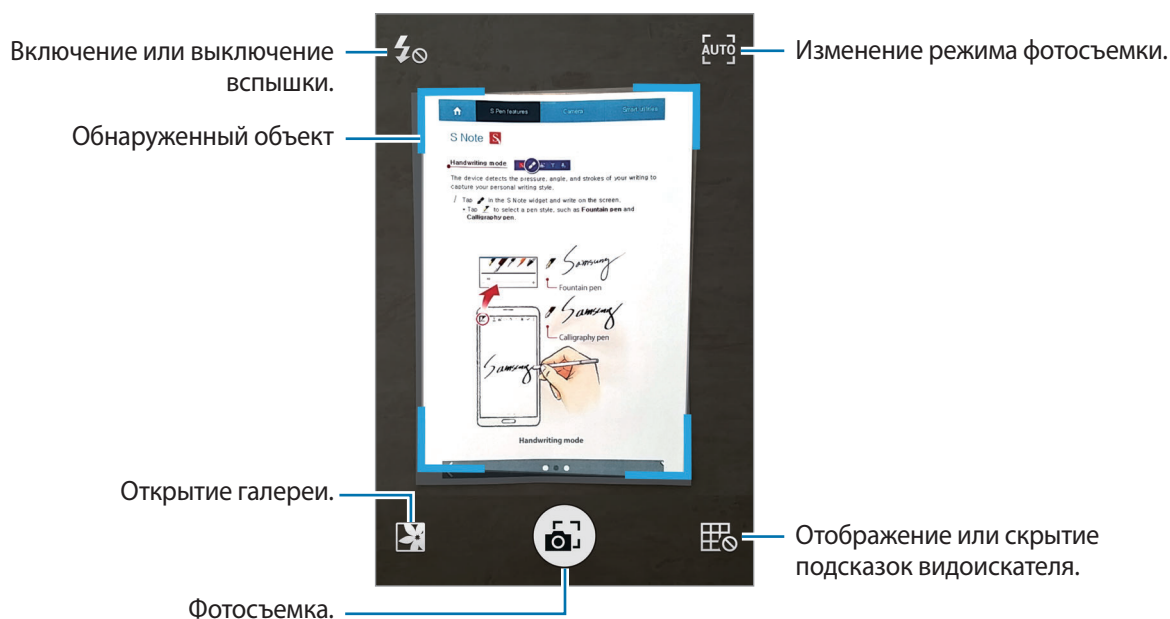 Включение или выключение
вспышки.
Изменение режима фотосъемки.
Обнаруженный объект
AUTO
S Pen features
Camera
Smart utilities
S Note
Handwriting mode
The device detects the pressure, angle, and strokes of your writing to
capture your personal writing style.
Tap in the S Note widget and write on the screen.
• Tap to select a pen style, such as Fountain pen and
Calligraphy pen.
Samsung
Fountain pen
Samsung
Calligraphy pen
Samsung
Handwriting mode
Открытие галереи.
Отображение или скрытие
подсказок видоискателя.
Фотосъемка.